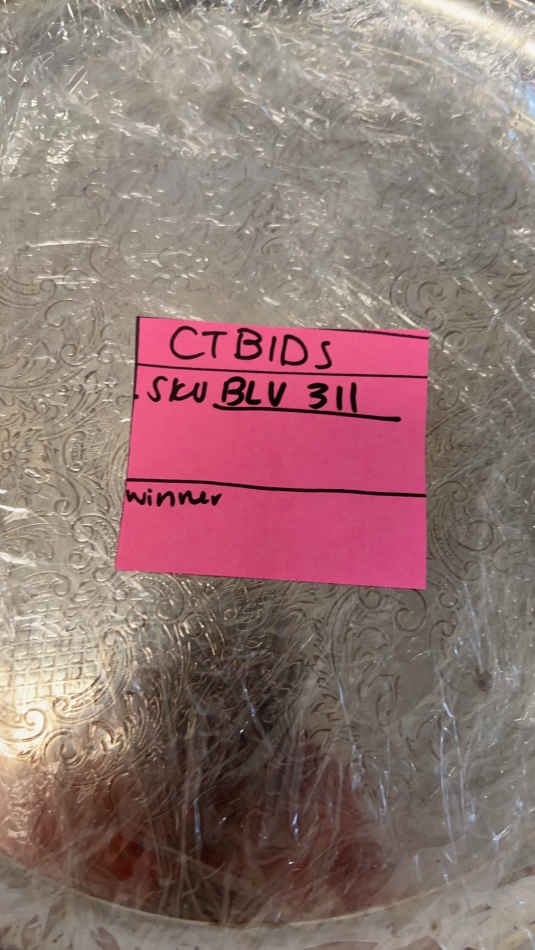 CTBIDS
SKU BLV 311
winner